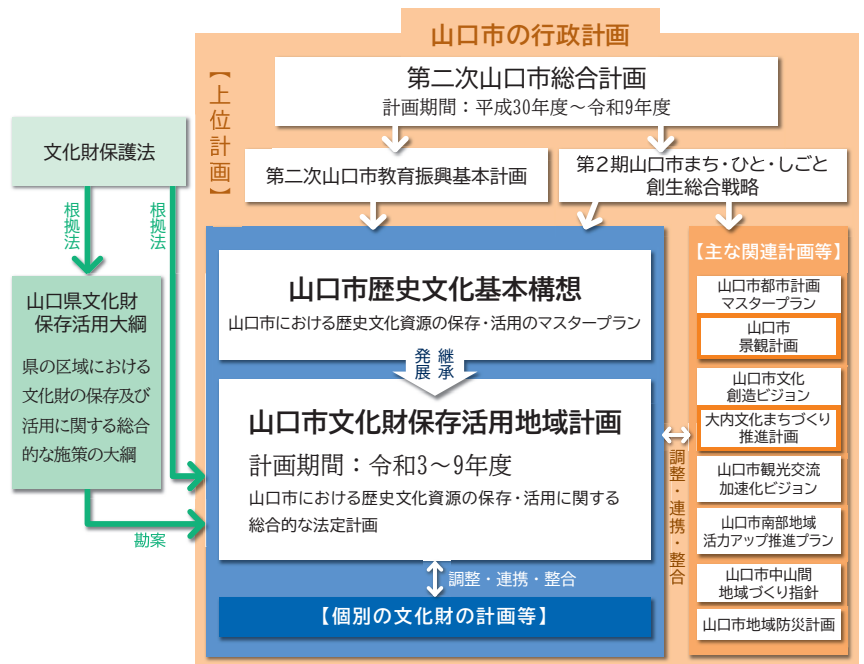 山口市の行政計画
【上位計画】
第二次山口市総合計画
計画期間：平成30年度～令和9年度
文化財保護法
第二次山口市教育振興基本計画
第2期山口市まち・ひと・しごと
創生総合戦略
根拠法
根拠法
山口県文化財
保存活用大綱
県の区域における
文化財の保存及び
活用に関する総合
的な施策の大綱
勘案
山口市歴史文化基本構想
山口市における歴史文化資源の保存・活用のマスタープラン
継承
発展
山口市文化財保存活用地域計画
計画期間：令和3～9年度
山口市における歴史文化資源の保存・活用に関する
総合的な法定計画
調整・連携・整合
【個別の文化財の計画等】
調整・連携・整合
【主な関連計画等】
山口市都市計画
マスタープラン
山口市
景観計画
山口市文化
創造ビジョン
大内文化まちづくり
推進計画
山口市観光交流
加速化ビジョン
山口市南部地域
活力アップ推進プラン
山口市中山間
地域づくり指針
山口市地域防災計画